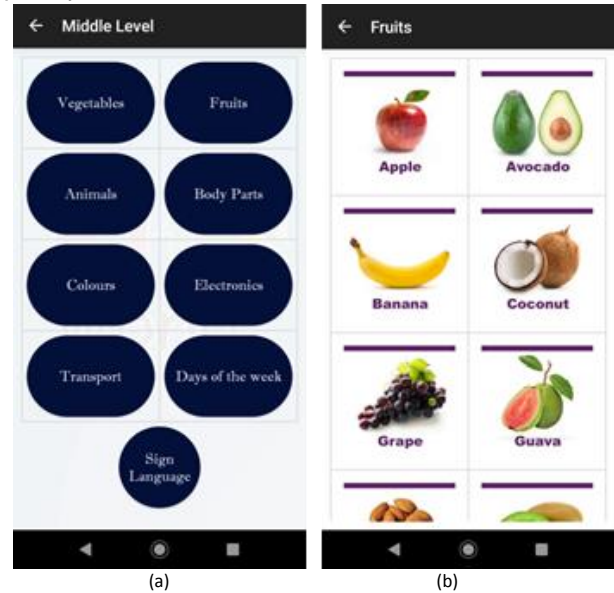 Middle Level
Vegetables
Fruits
Animals
Body Parts
Colours
Electronics
Transport
Days of the week
Sign
Language
(a)
Fruits
Apple
Avocado
Banana
Coconut
Grape
Guava
(b)